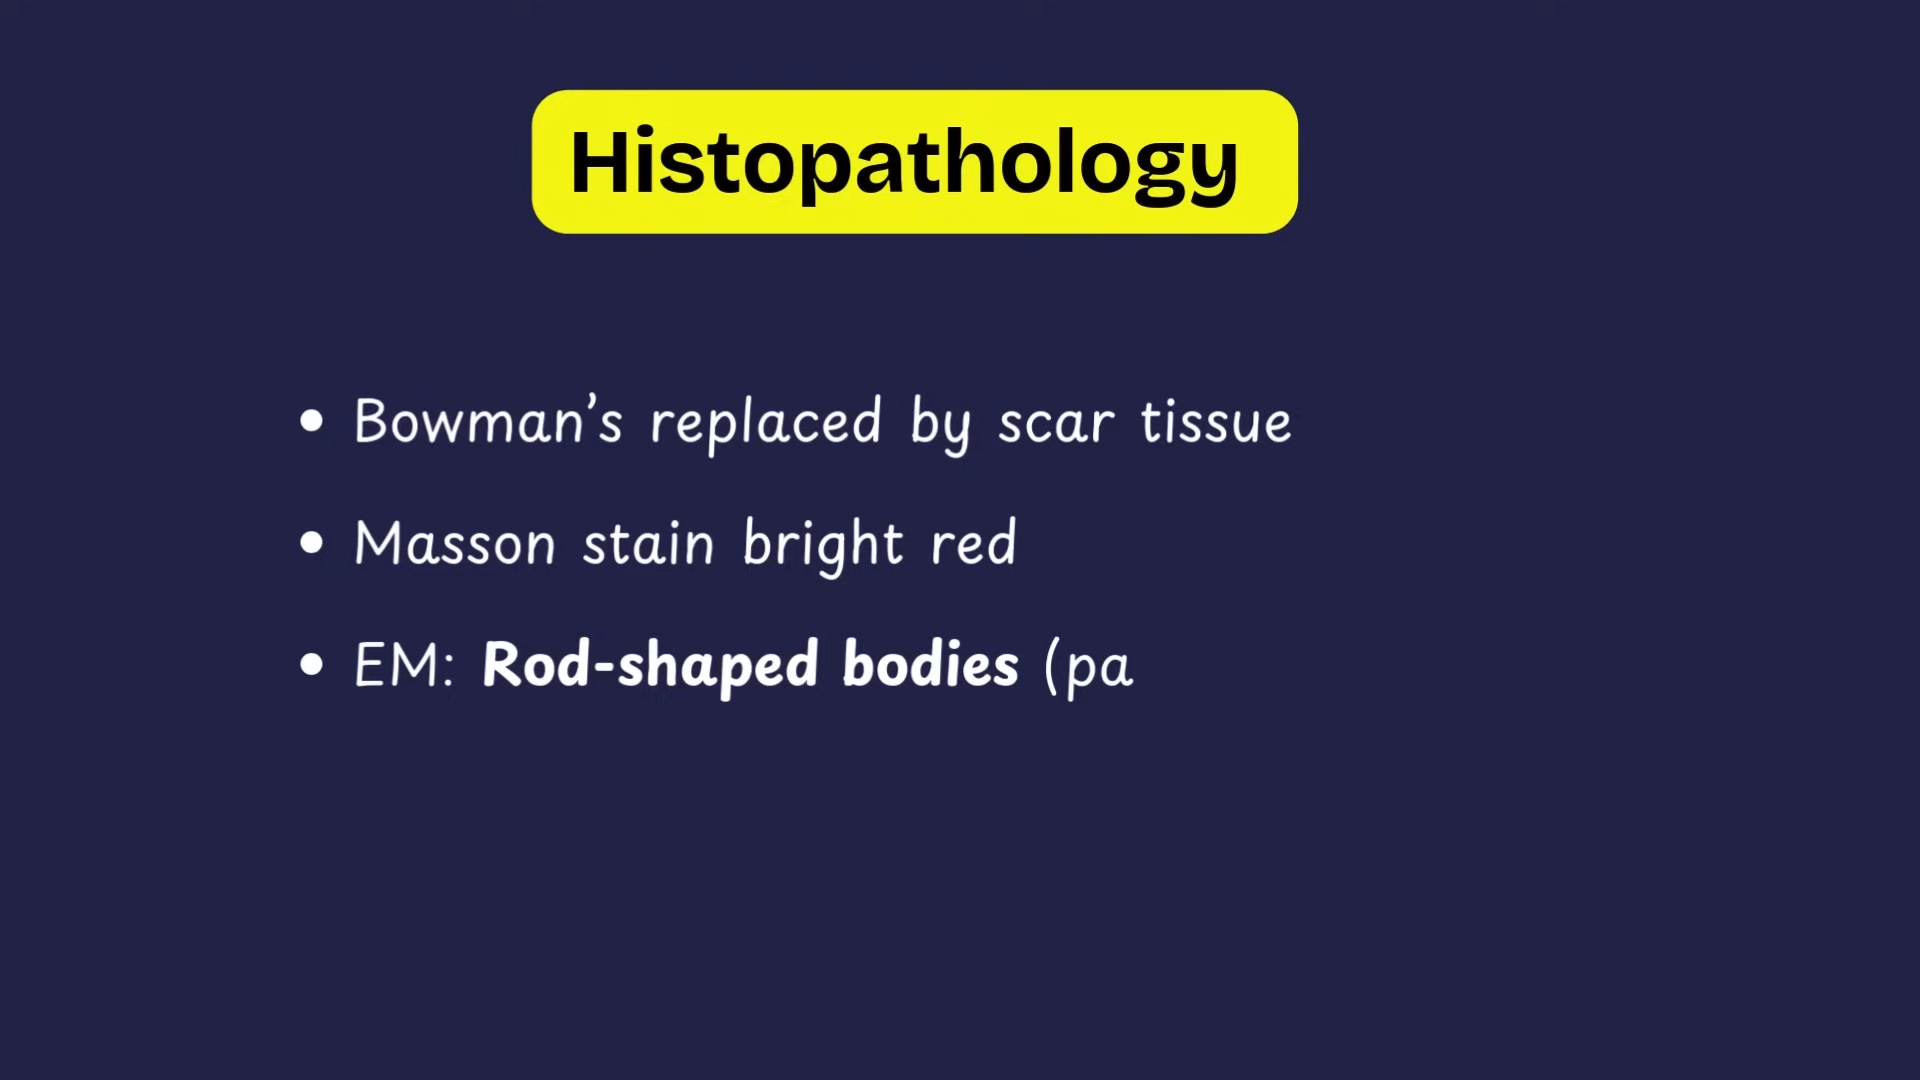 Histopathology
• Bowman’s replaced by scar tissue
• Masson stain bright red
• EM: Rod-shaped bodies (pa